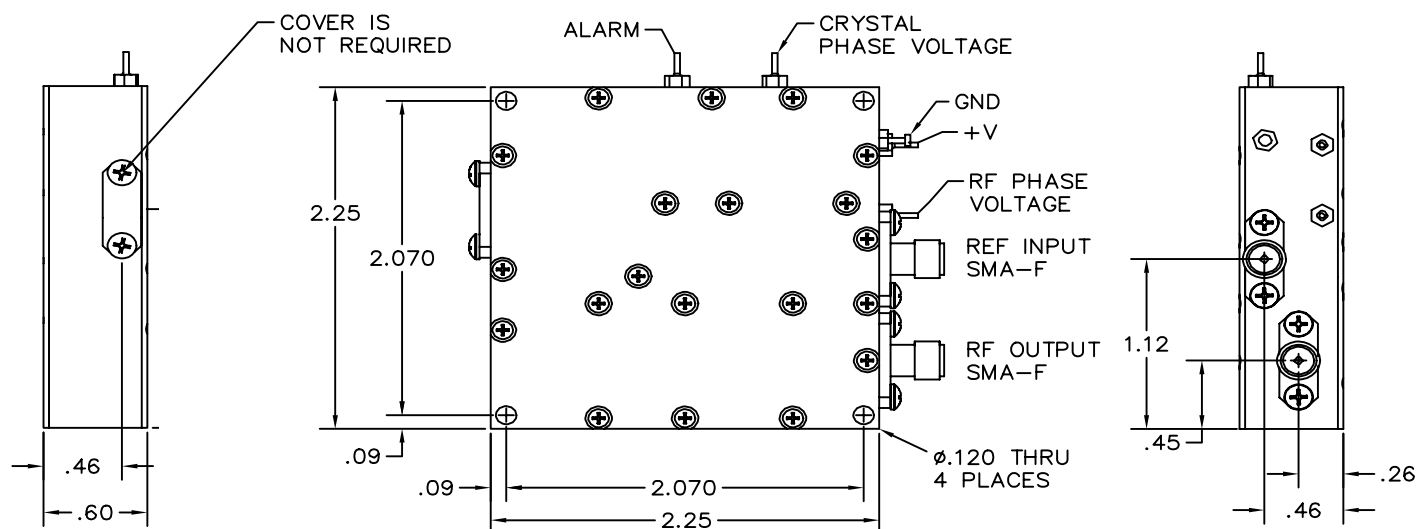 COVER IS
NOT REQUIRED
ALARM
CRYSTAL
PHASE VOLTAGE
GND
+V
RF PHASE
VOLTAGE
REF INPUT
SMA-F
RF OUTPUT
SMA-F
2.25
2.070
1.12
.45
.09
.09
2.070
2.25
ø.120 THRU
4 PLACES
.46
.60
.26
.46